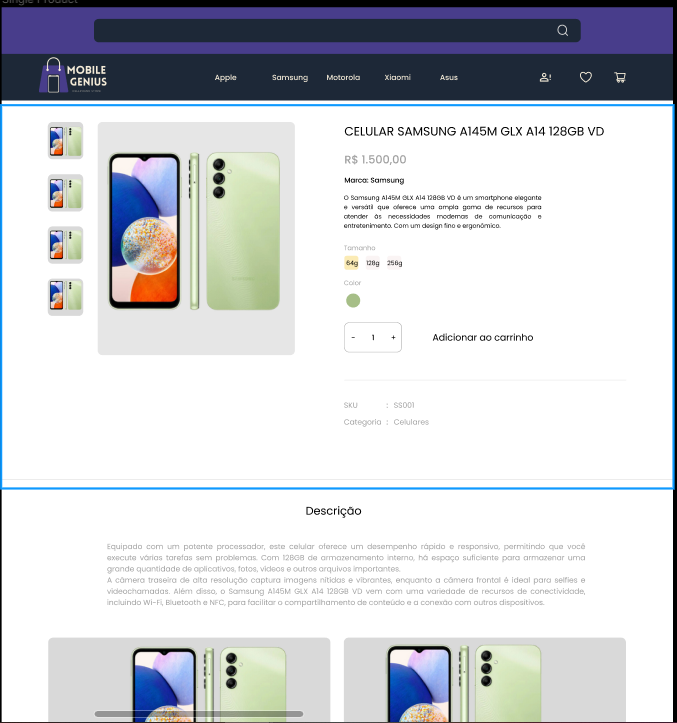 Single Product
MOBILE
GENIUS
Apple
Samsung
Motorola
Xiaomi
Asus
CELULAR SAMSUNG A145M GLX A14 128GB VD
R$ 1.500,00
Marca: Samsung
O Samsung A145M GLX A14 128GB VD é um smartphone elegante
e versátil que oferece uma ampla gama de recursos para
atender às necessidades modernas de comunicação e
entretenimento. Com um design fino e ergonômico.
Tamanho
64g 128g 256g
Color
- 1 +
Adicionar ao carrinho
SKU : SS001
Categoria : Celulares
Descrição
Equipado com um potente processador, este celular oferece um desempenho rápido e responsivo, permitindo que você
execute várias tarefas sem problemas. Com 128GB de armazenamento interno, há espaço suficiente para armazenar uma
grande quantidade de aplicativos, fotos, vídeos e outros arquivos importantes.
A câmera traseira de alta resolução captura imagens nítidas e vibrantes, enquanto a câmera frontal é ideal para selfies e
videochamadas. Além disso, o Samsung A145M GLX A14 128GB VD vem com uma variedade de recursos de conectividade,
incluindo Wi-Fi, Bluetooth e NFC, para facilitar o compartilhamento de conteúdo e a conexão com outros dispositivos.